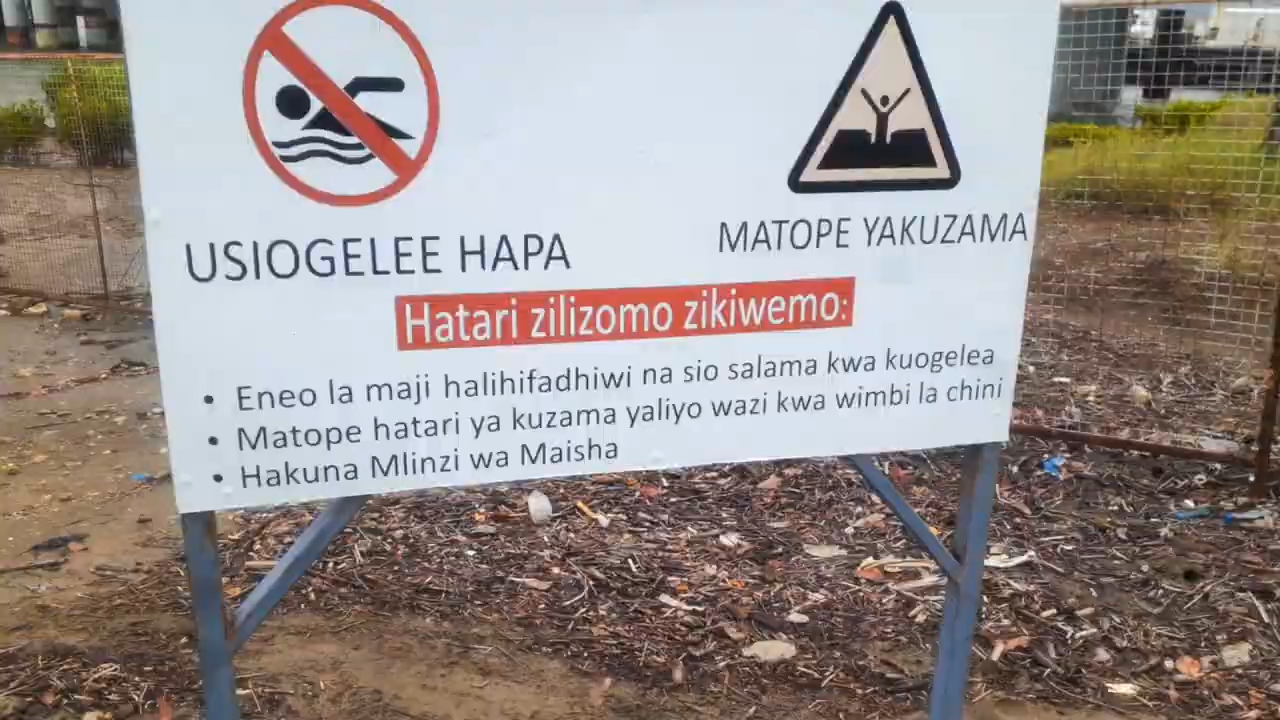 USIOGELEE HAPA
MATOPE YAKUZAMA
Hatari zilizomo zikiwemo:
• Eneo la maji halihifadhiwi na sio salama kwa kuogelea
• Matope hatari ya kuzama yaliyo wazi kwa wimbi la chini
• Hakuna Mlinzi wa Maisha